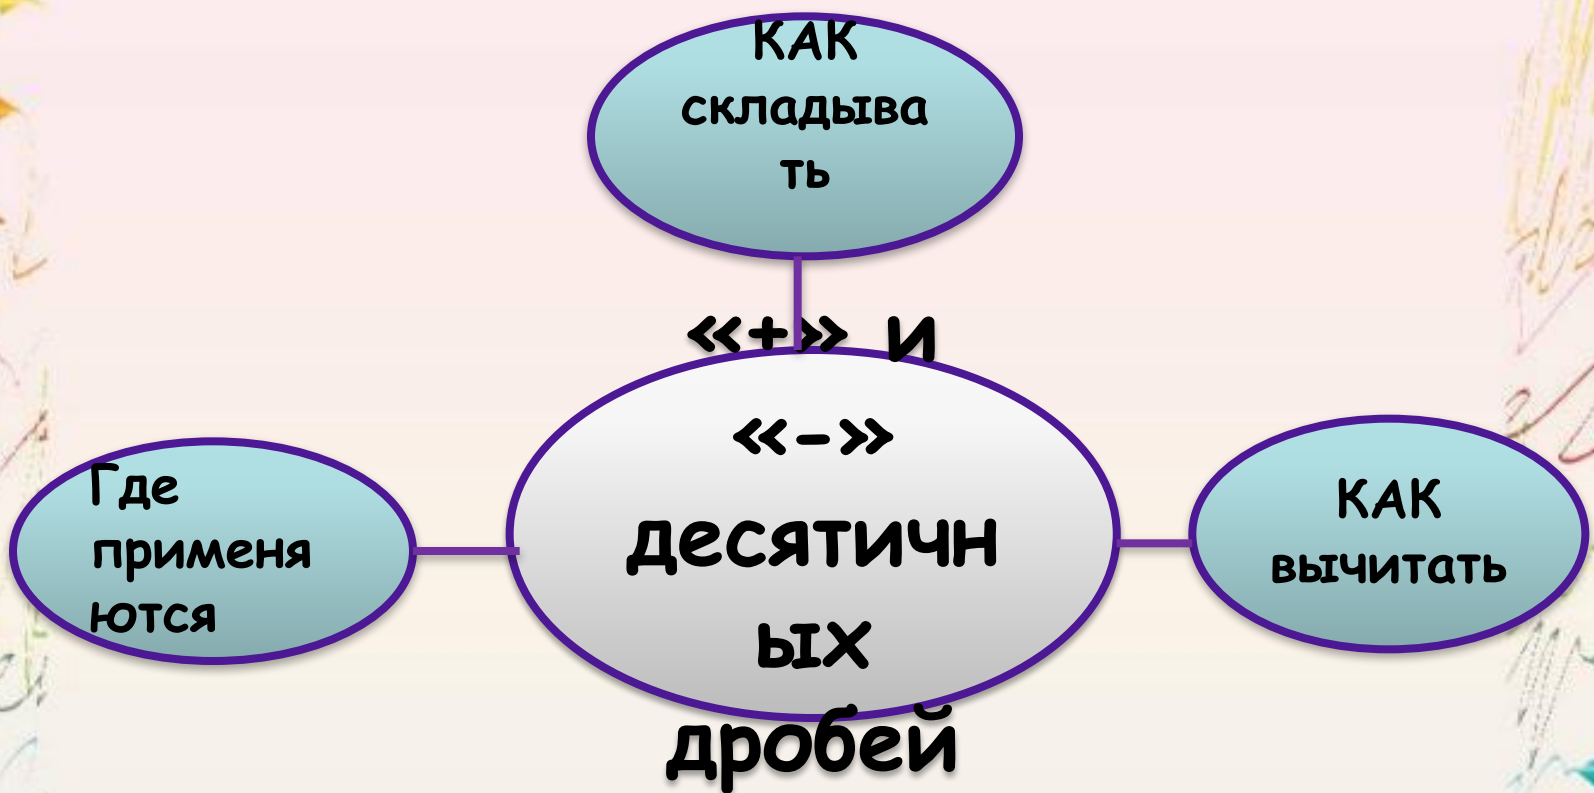 КАК
складыва
ть
«+» и
«-»
десятичн
ых
дробей
Где
применя
ются
КАК
вычитать